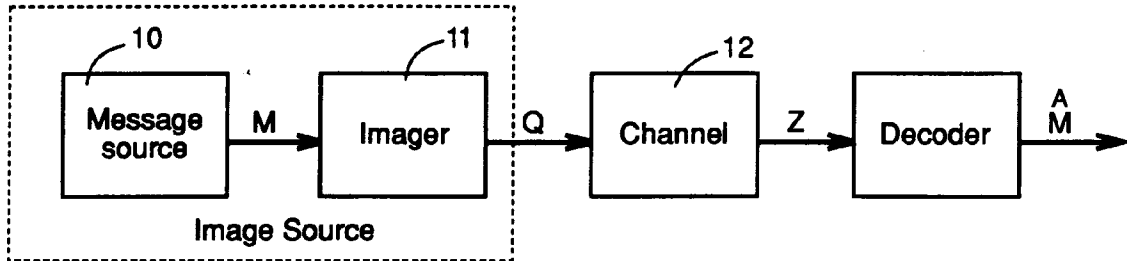 10
11
12
Message
source
M
Imager
Q
Channel
Z
Decoder
A
M
Image Source